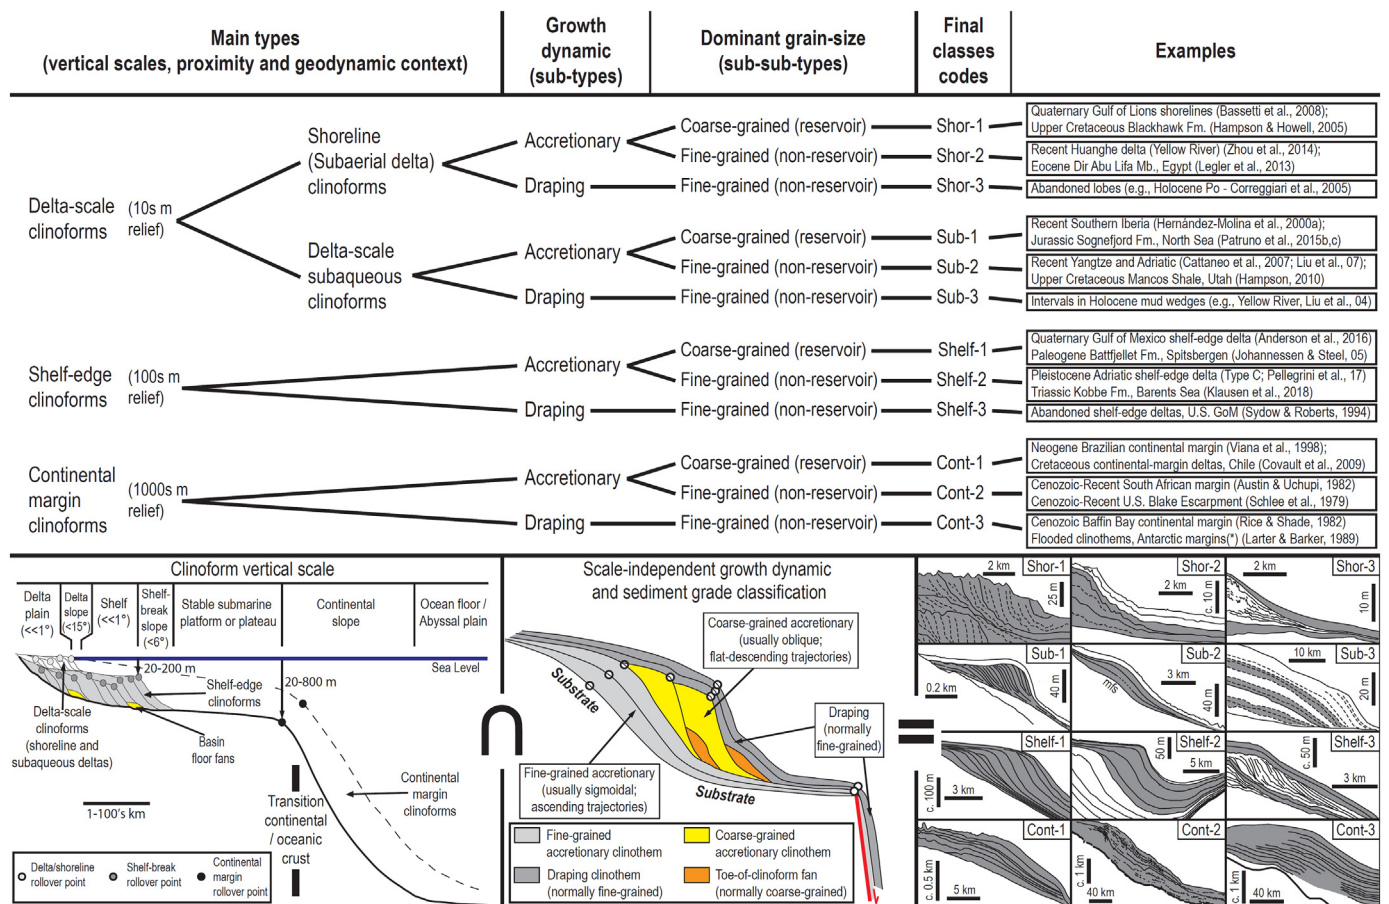 Main types
(vertical scales, proximity and geodynamic context)
Growth
dynamic
(sub-types)
Dominant grain-size
(sub-sub-types)
Final
classes
codes
Examples
Delta-scale
clinoforms
(10s m
relief)
Shoreline
(Subaerial delta)
clinoforms
Accretionary
Coarse-grained (reservoir)
Shor-1
Quaternary Gulf of Lions shorelines (Bassetti et al., 2008);
Upper Cretaceous Blackhawk Fm. (Hampson & Howell, 2005)
Fine-grained (non-reservoir)
Shor-2
Recent Huanghe delta (Yellow River) (Zhou et al., 2014);
Eocene Dir Abu Lifa Mb., Egypt (Legler et al., 2013)
Draping
Fine-grained (non-reservoir)
Shor-3
Abandoned lobes (e.g., Holocene Po - Correggiari et al., 2005)
Delta-scale
subaqueous
clinoforms
Accretionary
Coarse-grained (reservoir)
Sub-1
Recent Southern Iberia (Hernández-Molina et al., 2000a);
Jurassic Sognefjord Fm., North Sea (Patruno et al., 2015b,c)
Fine-grained (non-reservoir)
Sub-2
Recent Yangtze and Adriatic (Cattaneo et al., 2007; Liu et al., 07);
Upper Cretaceous Mancos Shale, Utah (Hampson, 2010)
Draping
Fine-grained (non-reservoir)
Sub-3
Intervals in Holocene mud wedges (e.g., Yellow River, Liu et al., 04)
Shelf-edge
clinoforms
(100s m
relief)
Accretionary
Coarse-grained (reservoir)
Shelf-1
Quaternary Gulf of Mexico shelf-edge delta (Anderson et al., 2016)
Paleogene Battfjellet Fm., Spitsbergen (Johannessen & Steel, 05)
Fine-grained (non-reservoir)
Shelf-2
Pleistocene Adriatic shelf-edge delta (Type C; Pellegrini et al., 17)
Triassic Kobbe Fm., Barents Sea (Klausen et al., 2018)
Draping
Fine-grained (non-reservoir)
Shelf-3
Abandoned shelf-edge deltas, U.S. GoM (Sydow & Roberts, 1994)
Continental
margin
clinoforms
(1000s m
relief)
Accretionary
Coarse-grained (reservoir)
Cont-1
Neogene Brazilian continental margin (Viana et al., 1998);
Cretaceous continental-margin deltas, Chile (Covault et al., 2009)
Fine-grained (non-reservoir)
Cont-2
Cenozoic-Recent South African margin (Austin & Uchupi, 1982)
Cenozoic-Recent U.S. Blake Escarpment (Schlee et al., 1979)
Draping
Fine-grained (non-reservoir)
Cont-3
Cenozoic Baffin Bay continental margin (Rice & Shade, 1982)
Flooded clinothems, Antarctic margins(*) (Larter & Barker, 1989)
Clinoform vertical scale
Delta
plain
(<<1°)
Delta
slope
(<15°)
Shelf
(<<1°)
Shelf-
break
slope
(<6°)
Stable submarine
platform or plateau
Continental
slope
Ocean floor /
Abyssal plain
20-200 m
Sea Level
20-800 m
Shelf-edge
clinoforms
Delta-scale
clinoforms
(shoreline and
subaqueous deltas)
Basin
floor fans
Continental
margin
clinoforms
1-100's km
Transition
continental
/ oceanic
crust
Delta/shoreline
rollover point
Shelf-break
rollover point
Continental
margin
rollover point
Scale-independent growth dynamic
and sediment grade classification
Coarse-grained accretionary
(usually oblique;
flat-descending trajectories)
Substrate
Draping
(normally
fine-grained)
Fine-grained accretionary
(usually sigmoidal;
ascending trajectories)
Substrate
Fine-grained
accretionary clinothem
Coarse-grained
accretionary clinothem
Draping clinothem
(normally fine-grained)
Toe-of-clinoform fan
(normally coarse-grained)
2 km
Shor-1
25 m
Shor-2
2 km
c. 10 m
Shor-3
2 km
10 m
Sub-1
0.2 km
40 m
Sub-2
3 km
mfs
40 m
Sub-3
10 km
20 m
Shelf-1
c. 100 m
3 km
Shelf-2
50 m
5 km
Shelf-3
c. 50 m
3 km
Cont-1
c. 0.5 km
5 km
Cont-2
c. 1 km
40 km
Cont-3
c. 1 km
40 km